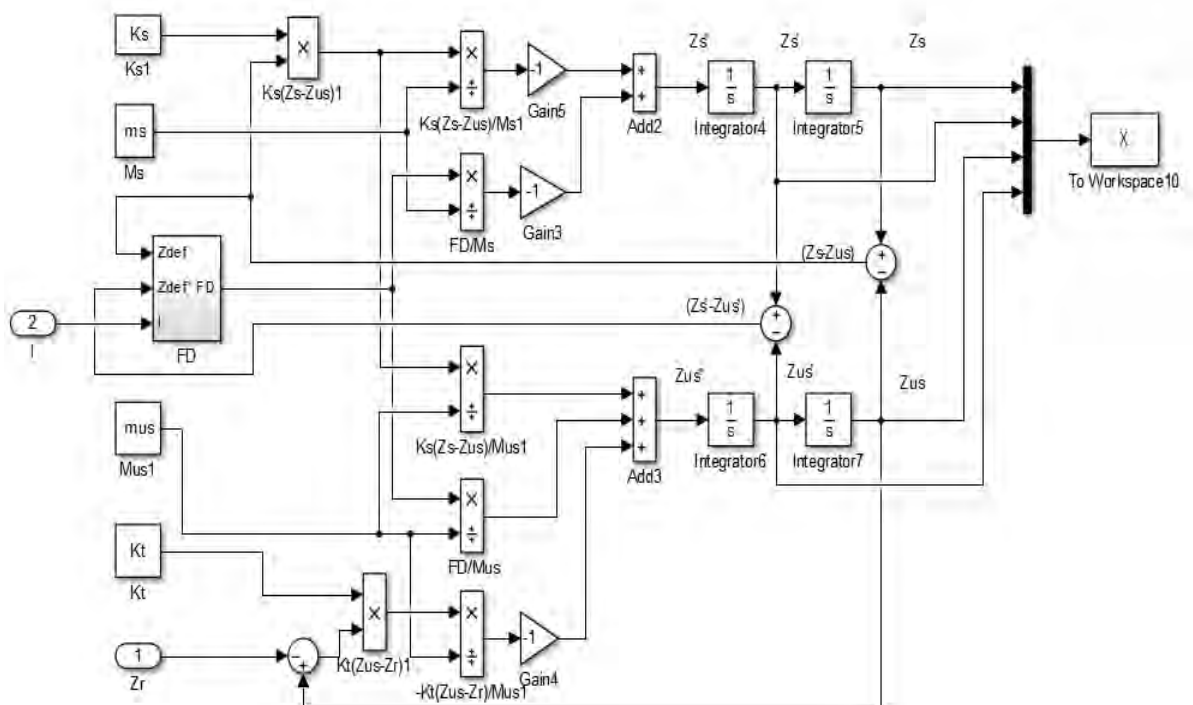 Ks
Ks1
×
Ks(Zs-Zus)1
×
÷
Ks(Zs-Zus)/Ms1
-1
Gain5
+
+
Add2
Zs"
1
s
Integrator4
Zs'
1
s
Integrator5
Zs
X
To Workspace10
ms
Ms
×
÷
FD/Ms
-1
Gain3
Zdef
Zdef' FD
I
FD
2
I
(Zs-Zus)
+
-
(Zs'-Zus')
+
-
mus
Mus1
×
÷
Ks(Zs-Zus)/Mus1
+
+
+
Add3
Zus"
1
s
Integrator6
Zus'
1
s
Integrator7
Zus
×
÷
FD/Mus
Kt
Kt
×
Kt(Zus-Zr)1
×
÷
-Kt(Zus-Zr)/Mus1
-1
Gain4
1
Zr
-
+